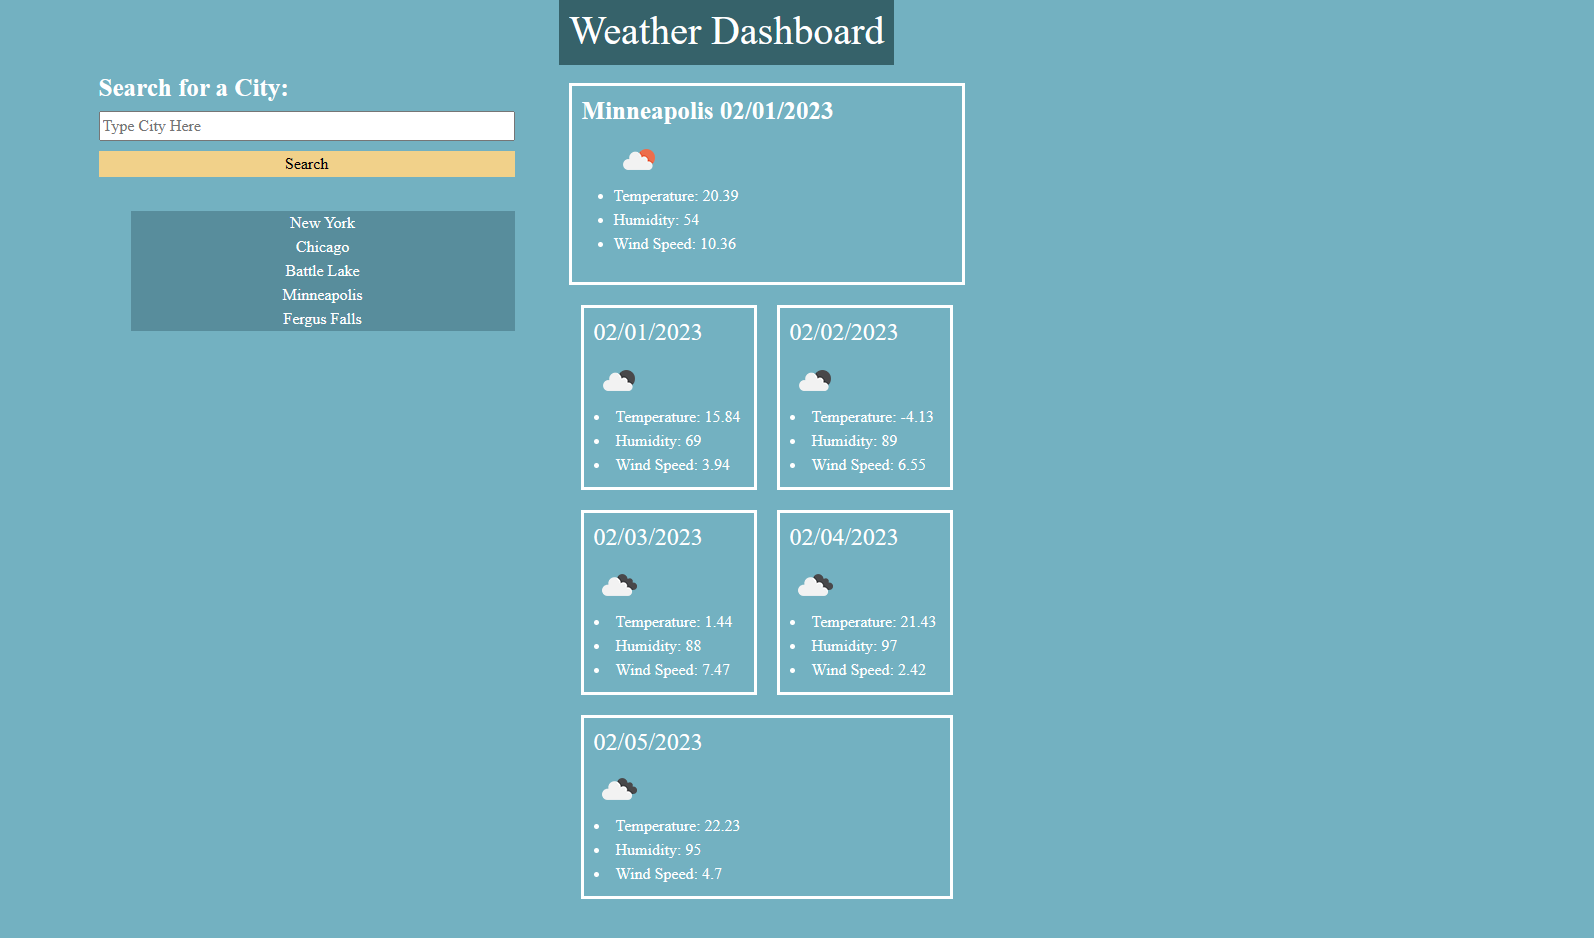 Weather Dashboard
Search for a City:
Type City Here
Search
New York
Chicago
Battle Lake
Minneapolis
Fergus Falls
Minneapolis 02/01/2023
Temperature: 20.39
Humidity: 54
Wind Speed: 10.36
02/01/2023
Temperature: 15.84
Humidity: 69
Wind Speed: 3.94
02/02/2023
Temperature: -4.13
Humidity: 89
Wind Speed: 6.55
02/03/2023
Temperature: 1.44
Humidity: 88
Wind Speed: 7.47
02/04/2023
Temperature: 21.43
Humidity: 97
Wind Speed: 2.42
02/05/2023
Temperature: 22.23
Humidity: 95
Wind Speed: 4.7